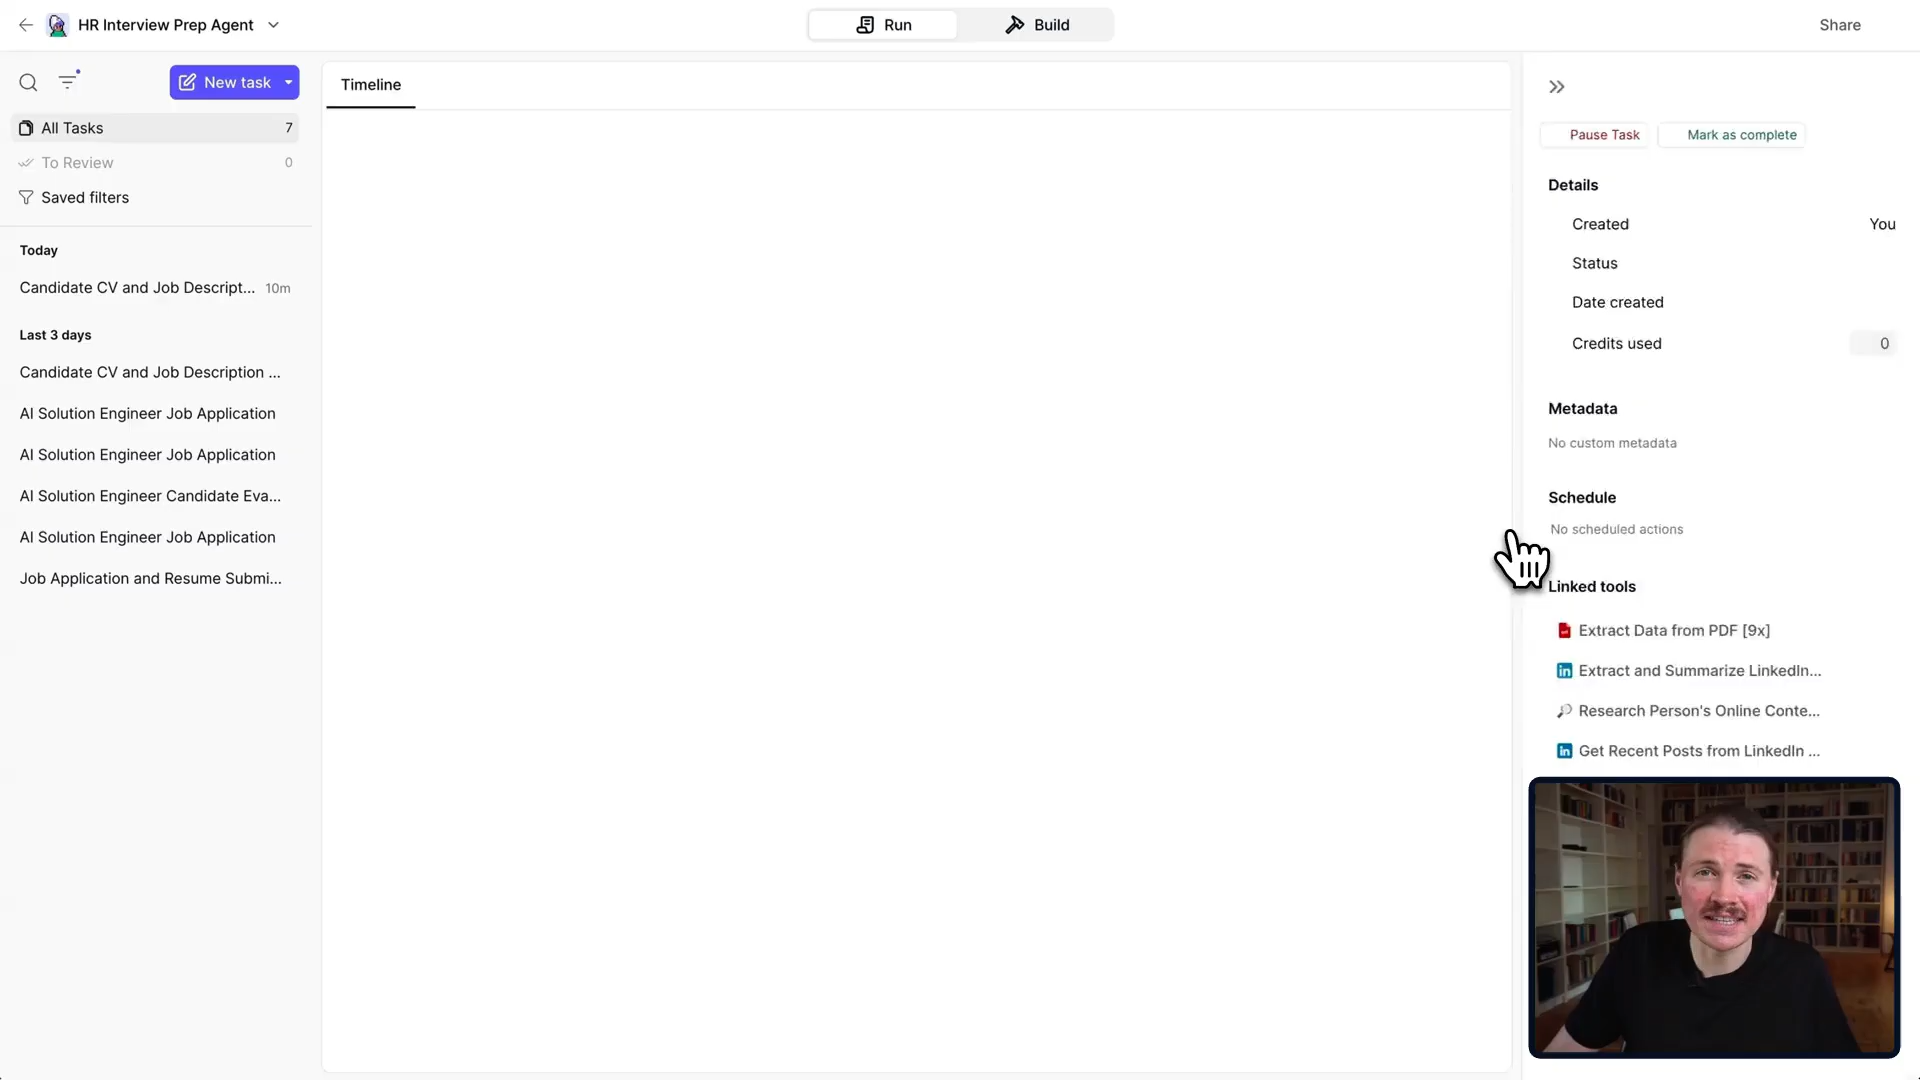 HR Interview Prep Agent
Run
Build
Share
New task
All Tasks 7
To Review 0
Saved filters
Today
Candidate CV and Job Descript... 10m
Last 3 days
Candidate CV and Job Description ...
AI Solution Engineer Job Application
AI Solution Engineer Job Application
AI Solution Engineer Candidate Eva...
AI Solution Engineer Job Application
Job Application and Resume Submi...
Timeline
Pause Task
Mark as complete
Details
Created You
Status
Date created
Credits used 0
Metadata
No custom metadata
Schedule
No scheduled actions
Linked tools
Extract Data from PDF [9x]
Extract and Summarize LinkedIn...
Research Person's Online Conte...
Get Recent Posts from LinkedIn ...